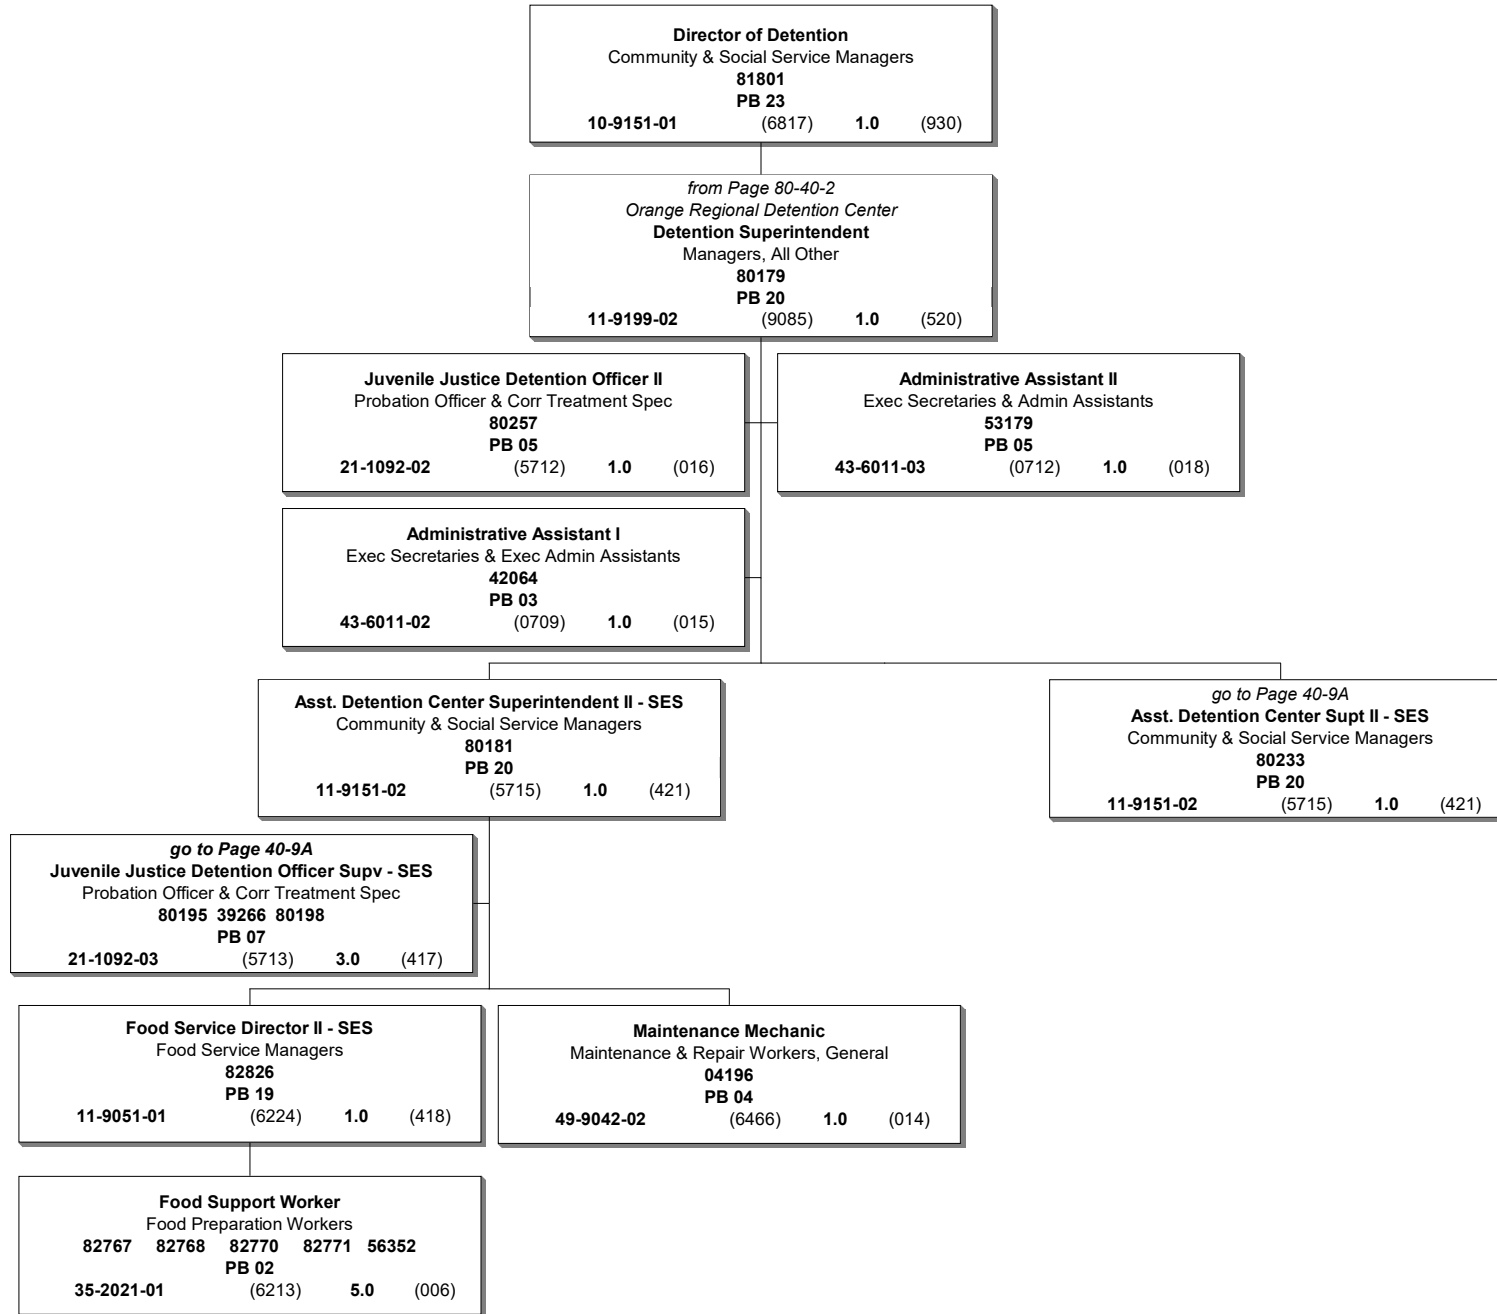 Director of Detention
Community & Social Service Managers
81801
PB 23
10-9151-01 (6817) 1.0 (930)
from Page 80-40-2
Orange Regional Detention Center
Detention Superintendent
Managers, All Other
80179
PB 20
11-9199-02 (9085) 1.0 (520)
Juvenile Justice Detention Officer II
Probation Officer & Corr Treatment Spec
80257
PB 05
21-1092-02 (5712) 1.0 (016)
Administrative Assistant II
Exec Secretaries & Admin Assistants
53179
PB 05
43-6011-03 (0712) 1.0 (018)
Administrative Assistant I
Exec Secretaries & Exec Admin Assistants
42064
PB 03
43-6011-02 (0709) 1.0 (015)
Asst. Detention Center Superintendent II - SES
Community & Social Service Managers
80181
PB 20
11-9151-02 (5715) 1.0 (421)
go to Page 40-9A
Asst. Detention Center Supt II - SES
Community & Social Service Managers
80233
PB 20
11-9151-02 (5715) 1.0 (421)
go to Page 40-9A
Juvenile Justice Detention Officer Supv - SES
Probation Officer & Corr Treatment Spec
80195 39266 80198
PB 07
21-1092-03 (5713) 3.0 (417)
Food Service Director II - SES
Food Service Managers
82826
PB 19
11-9051-01 (6224) 1.0 (418)
Maintenance Mechanic
Maintenance & Repair Workers, General
04196
PB 04
49-9042-02 (6466) 1.0 (014)
Food Support Worker
Food Preparation Workers
82767 82768 82770 82771 56352
PB 02
35-2021-01 (6213) 5.0 (006)